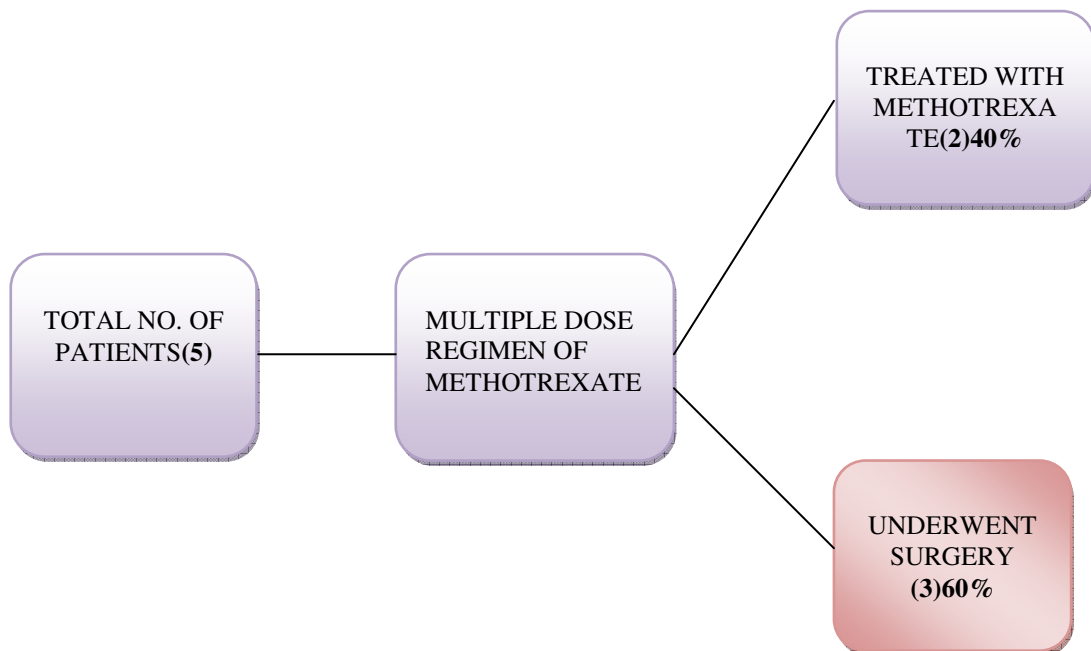 TOTAL NO. OF
PATIENTS(5)
MULTIPLE DOSE
REGIMEN OF
METHOTREXATE
TREATED WITH
METHOTREXA
TE(2)40%
UNDERWENT
SURGERY
(3)60%